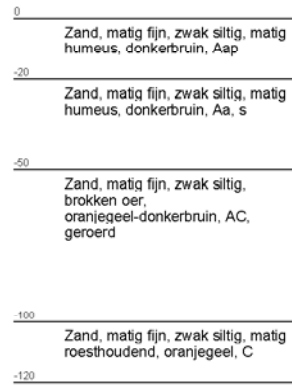 0
Zand, matig fijn, zwak siltig, matig
humeus, donkerbruin, Aap
-20
Zand, matig fijn, zwak siltig, matig
humeus, donkerbruin, Aa, s
-50
Zand, matig fijn, zwak siltig,
brokken oer,
oranjegeel-donkerbruin, AC,
geroerd
-100
Zand, matig fijn, zwak siltig, matig
roesthoudend, oranjegeel, C
-120